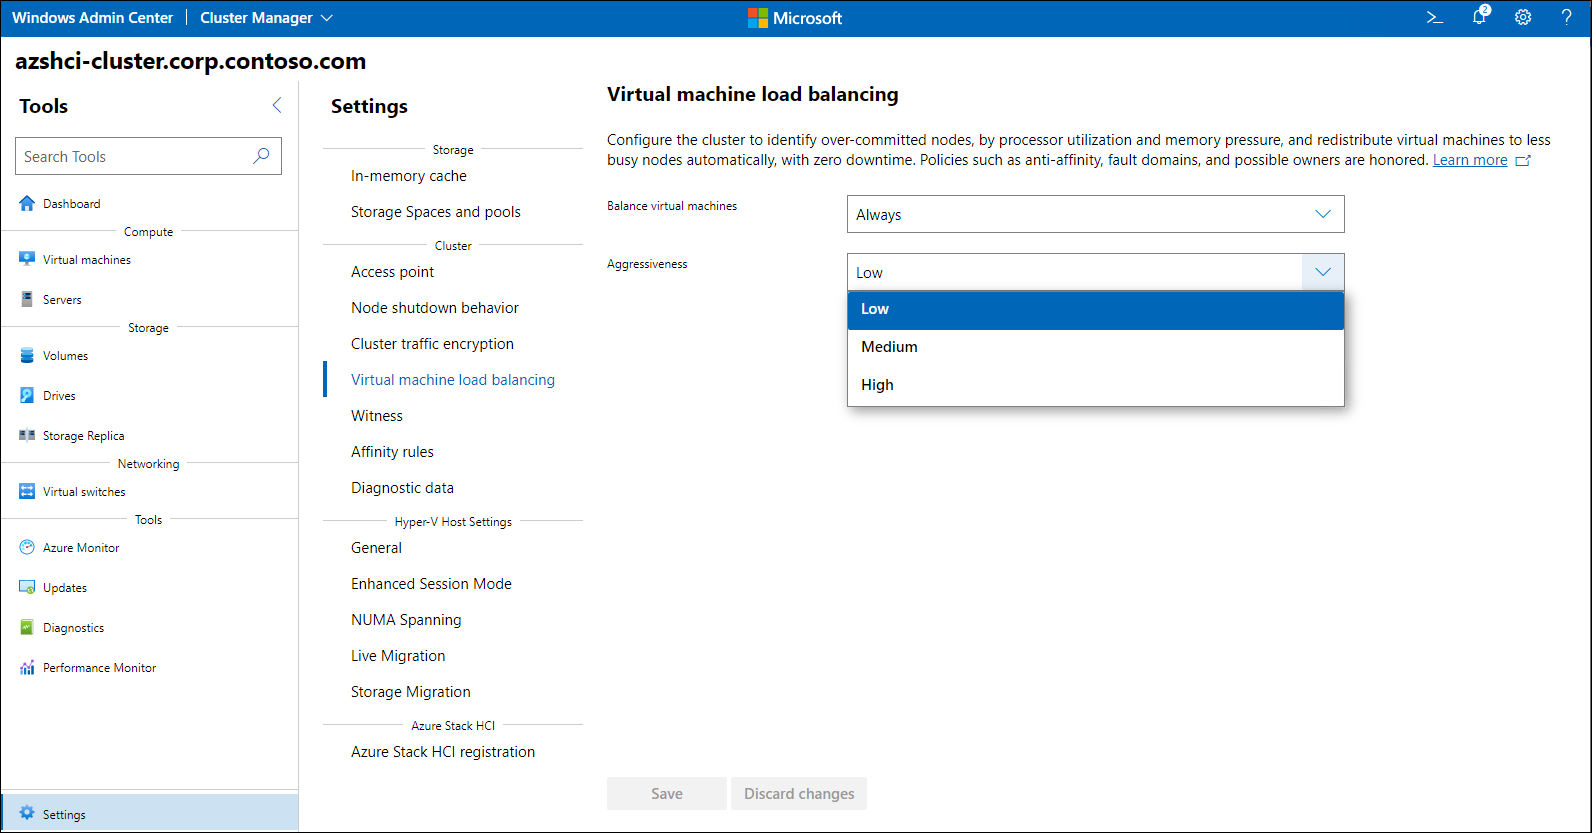 Windows Admin Center | Cluster Manager
Microsoft
2
azshci-cluster.corp.contoso.com
Tools
Search Tools
Dashboard
Compute
Virtual machines
Servers
Storage
Volumes
Drives
Storage Replica
Networking
Virtual switches
Tools
Azure Monitor
Updates
Diagnostics
Performance Monitor
Settings
Settings
Storage
In-memory cache
Storage Spaces and pools
Cluster
Access point
Node shutdown behavior
Cluster traffic encryption
Virtual machine load balancing
Witness
Affinity rules
Diagnostic data
Hyper-V Host Settings
General
Enhanced Session Mode
NUMA Spanning
Live Migration
Storage Migration
Azure Stack HCI
Azure Stack HCI registration
Virtual machine load balancing
Configure the cluster to identify over-committed nodes, by processor utilization and memory pressure, and redistribute virtual machines to less
busy nodes automatically, with zero downtime. Policies such as anti-affinity, fault domains, and possible owners are honored. Learn more
Balance virtual machines
Always
Aggressiveness
Low
Low
Medium
High
Save
Discard changes